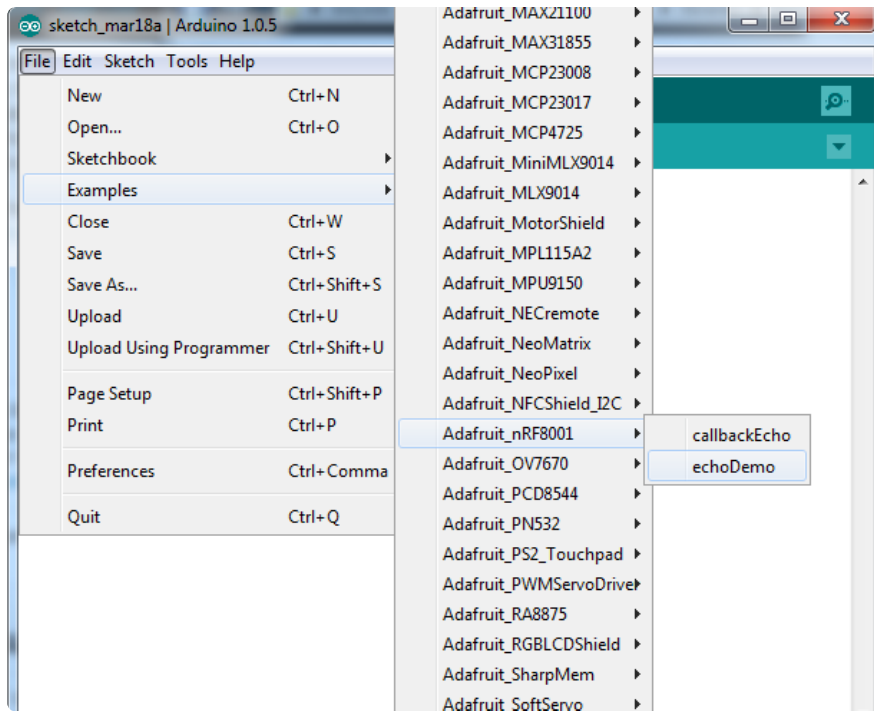 sketch_mar18a | Arduino 1.0.5
File Edit Sketch Tools Help
New Ctrl+N
Open... Ctrl+O
Sketchbook
Examples
Close Ctrl+W
Save Ctrl+S
Save As... Ctrl+Shift+S
Upload Ctrl+U
Upload Using Programmer Ctrl+Shift+U
Page Setup Ctrl+Shift+P
Print Ctrl+P
Preferences Ctrl+Comma
Quit Ctrl+Q
Adafruit_MAX21100
Adafruit_MAX31855
Adafruit_MCP23008
Adafruit_MCP23017
Adafruit_MCP4725
Adafruit_MiniMLX9014
Adafruit_MLX9014
Adafruit_MotorShield
Adafruit_MPL115A2
Adafruit_MPU9150
Adafruit_NECremote
Adafruit_NeoMatrix
Adafruit_NeoPixel
Adafruit_NFCShield_I2C
Adafruit_nRF8001
Adafruit_OV7670
Adafruit_PCD8544
Adafruit_PN532
Adafruit_PS2_Touchpad
Adafruit_PWMServoDriver
Adafruit_RA8875
Adafruit_RGBLCDShield
Adafruit_SharpMem
Adafruit_SoftServo
callbackEcho
echoDemo